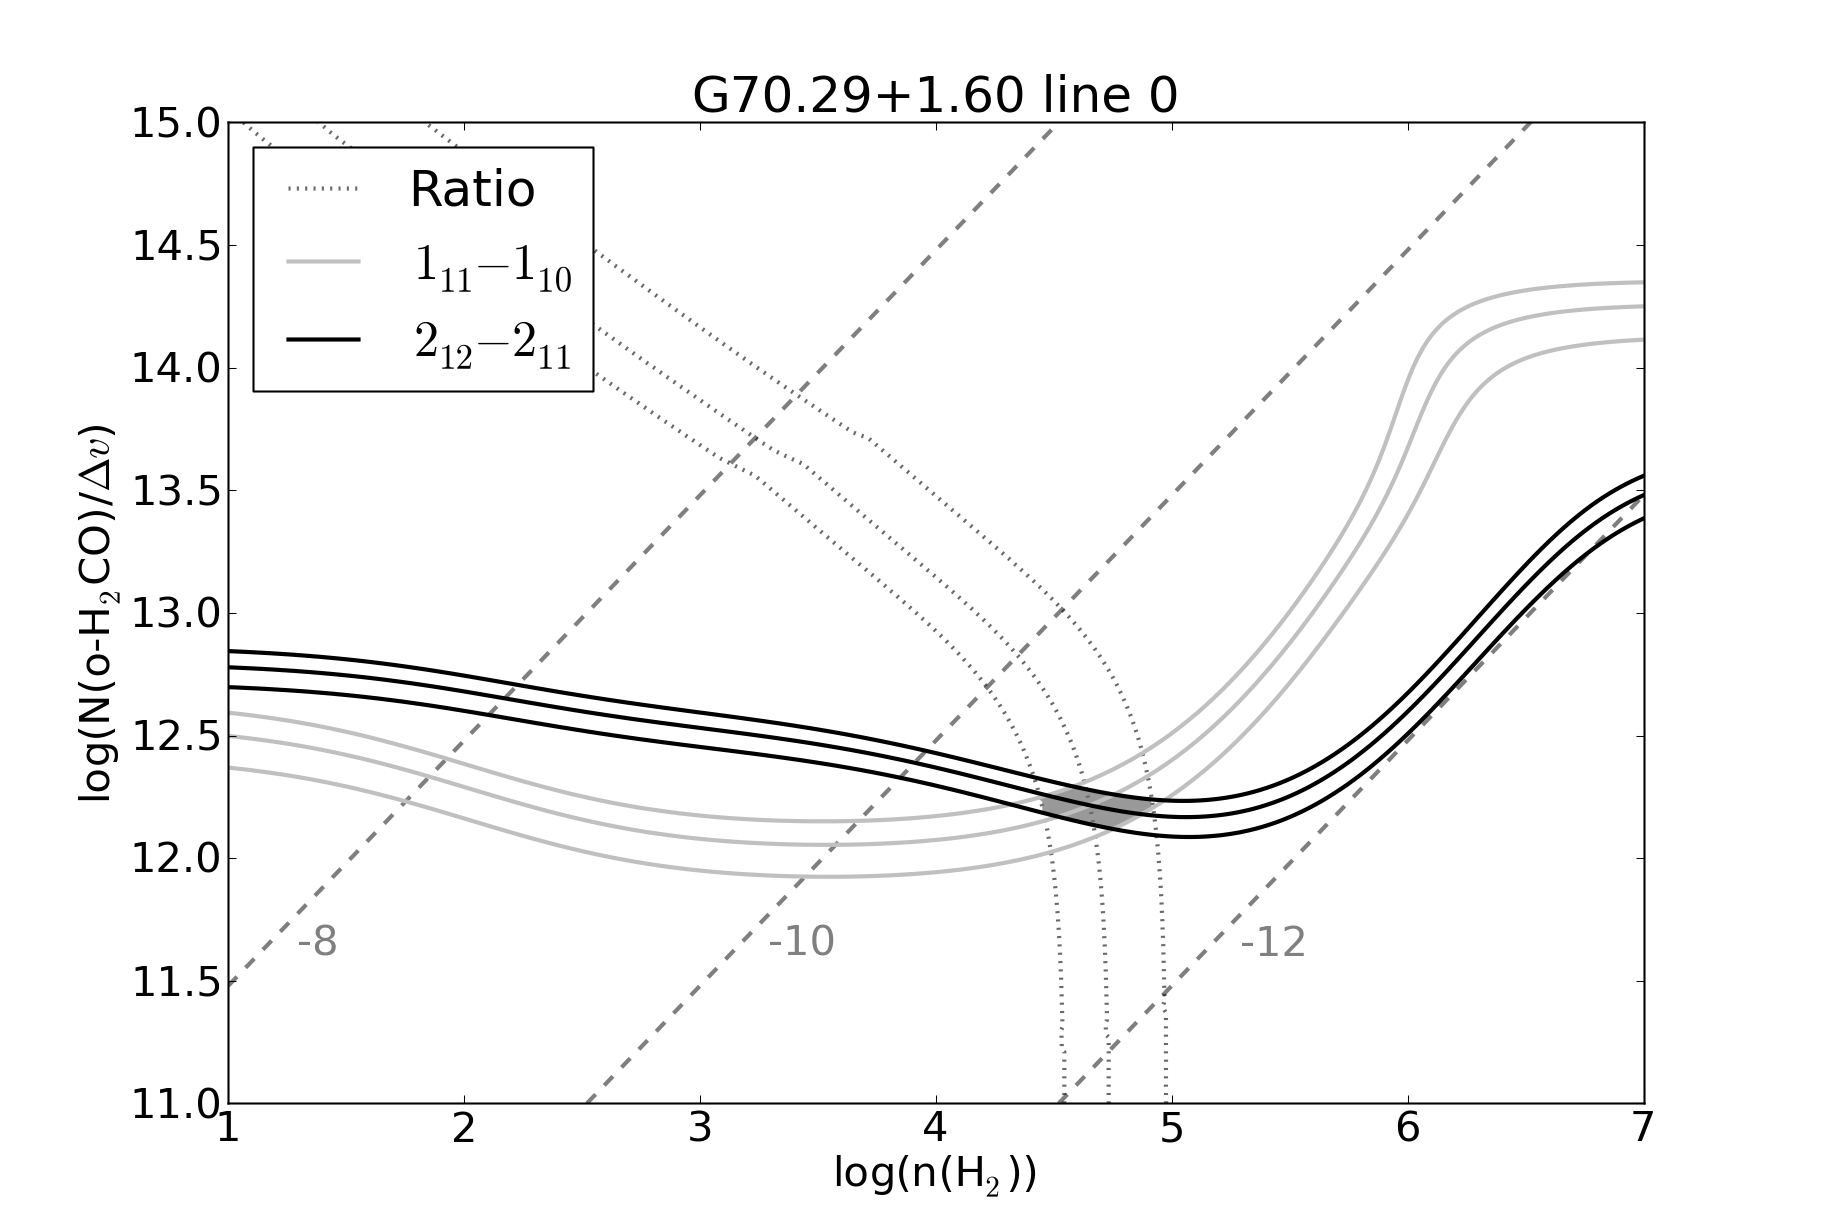 G70.29+1.60 line 0
15.0
14.5
14.0
13.5
13.0
12.5
12.0
11.5
11.0
log(N(o-H₂CO)/Δv)
Ratio
1₁₁−1₁₀
2₁₂−2₁₁
-8
-10
-12
1 2 3 4 5 6 7
log(n(H₂))